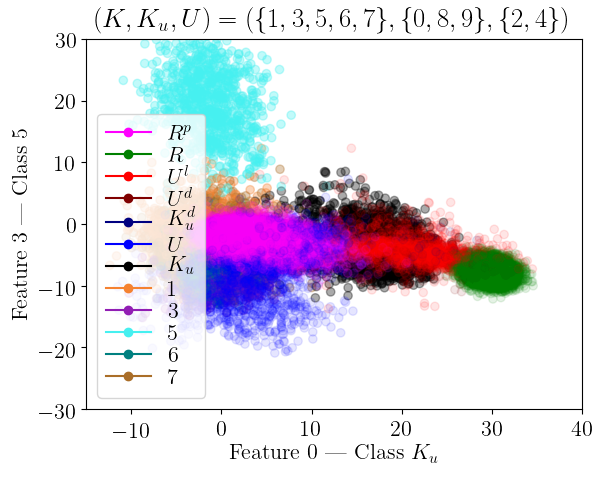 (K, K_u, U) = ({1, 3, 5, 6, 7}, {0, 8, 9}, {2, 4})
30
20
10
0
−10
−20
−30
Feature 3 — Class 5
R^p
R
U^l
U^d
K_u^d
U
K_u
1
3
5
6
7
−10 0 10 20 30 40
Feature 0 — Class K_u